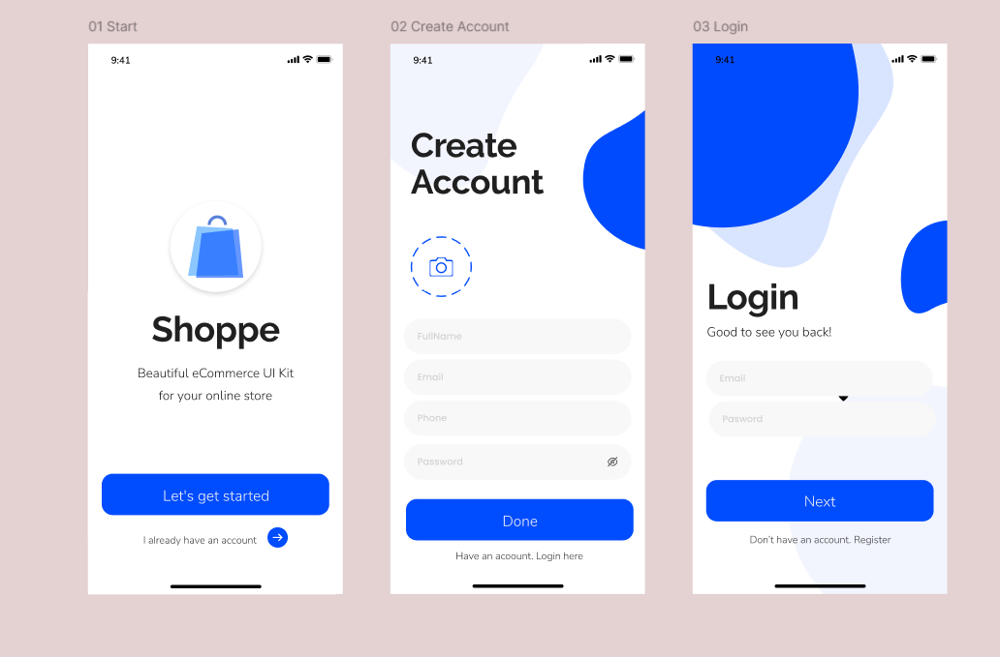 01 Start
9:41
Shoppe
Beautiful eCommerce UI Kit
for your online store
Let's get started
I already have an account
02 Create Account
9:41
Create
Account
FullName
Email
Phone
Password
Done
Have an acoount. Login here
03 Login
9:41
Login
Good to see you back!
Email
Pasword
Next
Don't have an account. Register